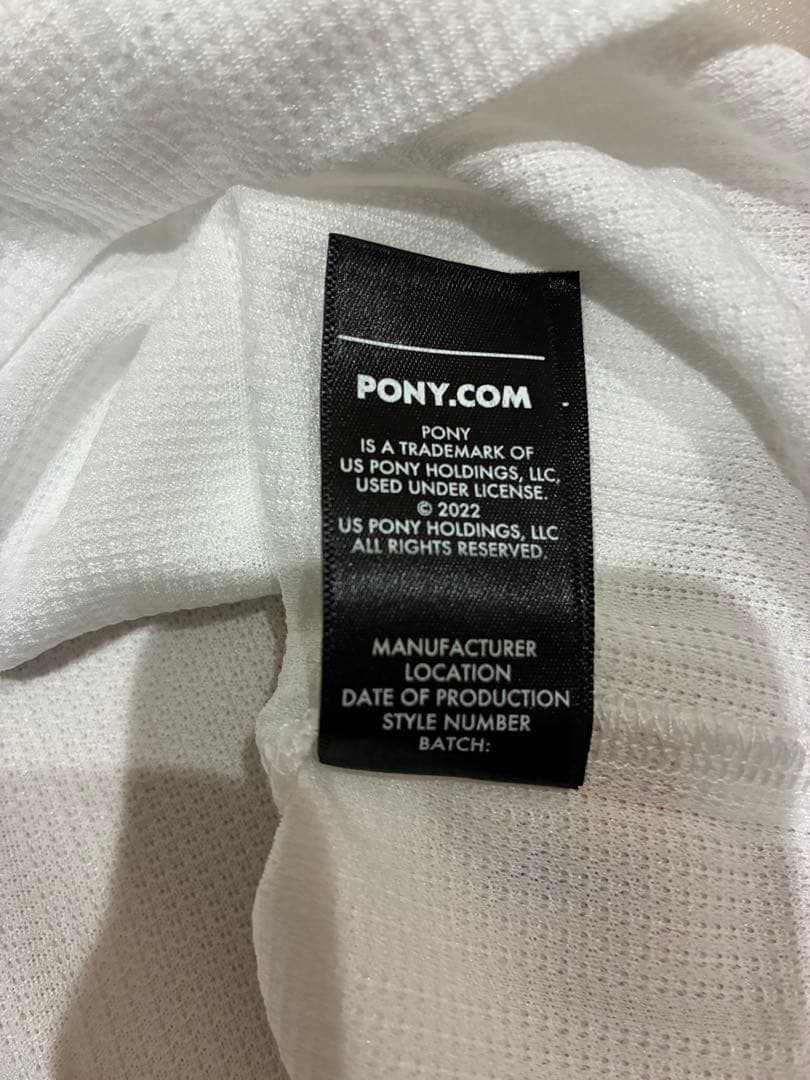 PONY.COM
PONY
IS A TRADEMARK OF
US PONY HOLDINGS, LLC,
USED UNDER LICENSE.
© 2022
US PONY HOLDINGS, LLC
ALL RIGHTS RESERVED.
MANUFACTURER
LOCATION
DATE OF PRODUCTION
STYLE NUMBER
BATCH: